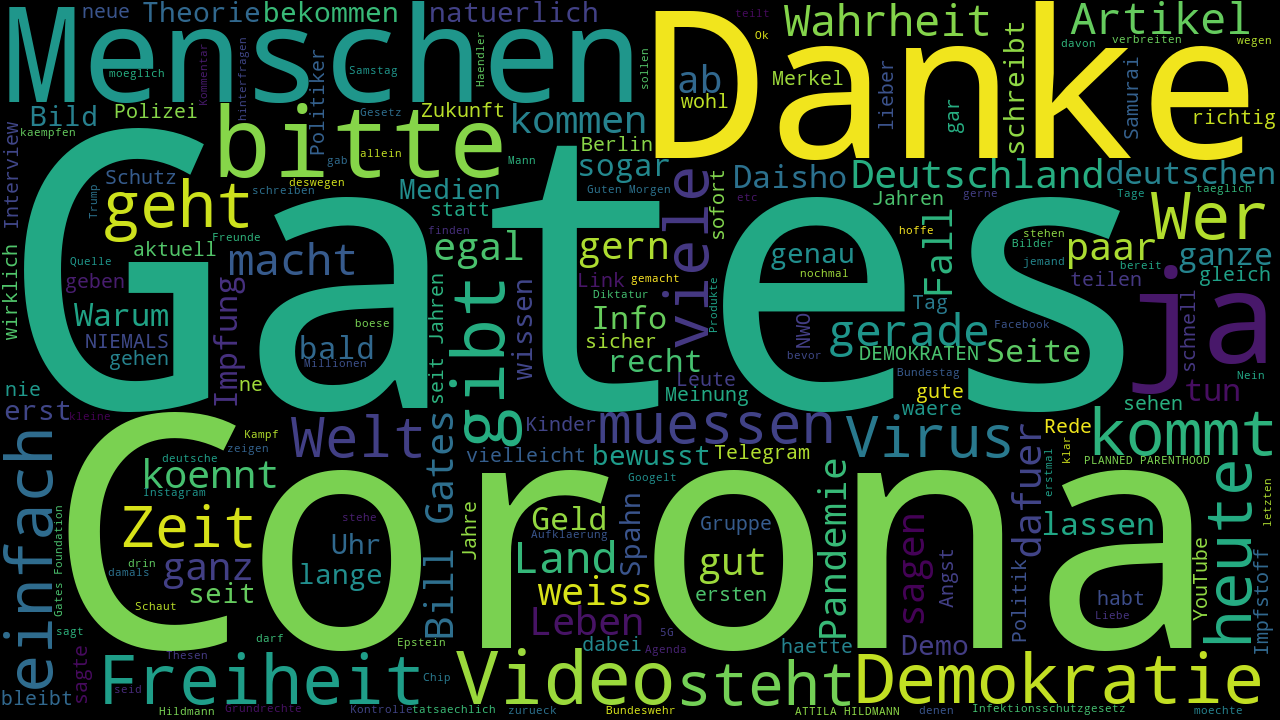 neue
Theorie
bekommen
natuerlich
teilt
Ok
Wahrheit
Artikel
Menschen
Danke
davon
verbreiten
wegen
moeglich
Kommentar
hinterfragen
Politiker
Samstag
Haendler
sollen
ab
wohl
Merkel
lieber
gar
schreibt
Samurai
richtig
Bild
kaempfen
Polizei
bitte
Gesetz
Zukunft
kommen
Berlin
gab
allein
Mann
sogar
Interview
Schutz
Trump
geht
deswegen
schreiben
Medien
statt
Guten Morgen
viele
sofort
Daisho
etc
Deutschland
deutschen
Jahren
gerne
Tage
taeglich
Wer
Gates
wirklich
Quelle
aktuell
Freunde
macht
finden
egal
gern
genau
nochmal
hoffe
Fall
stehen
Bilder
jemand
paar
bereit
ganze
gleich
teilen
geben
Warum
NIEMALS
gehen
Impfung
boese
bald
Millionen
seit Jahren
gibt
wissen
Link
gemacht
Diktatur
Info
sicher
recht
Produkte
NWO
bevor
Tag
gerade
DEMOKRATEN
Facebook
Seite
ja
schnell
nie
ne
Leute
Meinung
Bundestag
gute
waere
Nein
tun
sehen
erst
kleine
Kampf
zeigen
Welt
Kinder
muessen
Virus
Rede
klar
kommt
einfach
deutsche
koennt
Instagram
Bill Gates
vielleicht
bewusst
Telegram
Googelt
PLANNED PARENTHOOD
erstmal
dafuer
heute
letzten
Corona
Gates Foundation
Zeit
stehe
Uhr
Jahre
Geld
Aufklaerung
Land
Spahn
Gruppe
Pandemie
sagen
Angst
lassen
YouTube
Impfstoff
drin
damals
ganz
lange
seit
Schaut
weiss
gut
ersten
Politik
habt
Liebe
sagt
sagte
darf
Epstein
Leben
dabei
5G
Agenda
haette
Demo
bleibt
Thesen
seid
Freiheit
Chip
Video
steht
Demokratie
Hildmann
Grundrechte
Kontrolle
tatsaechlich
zurueck
Bundeswehr
ATTILA HILDMANN
denen
Infektionsschutzgesetz
moechte